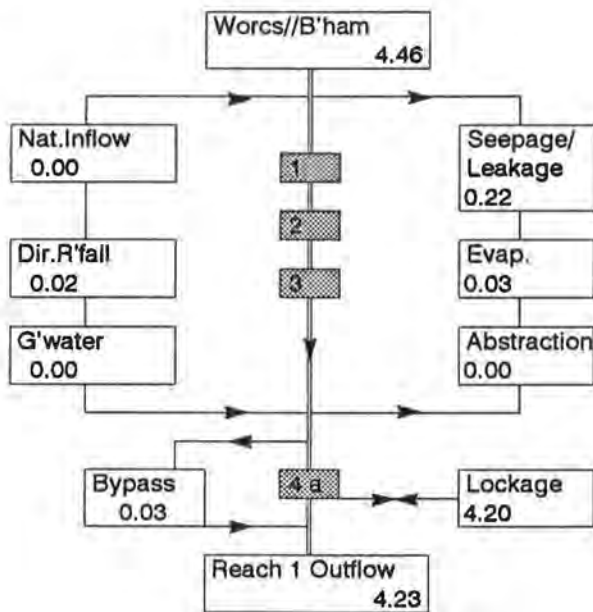 Worcs//B'ham
4.46
Nat.Inflow
0.00
Dir.R'fall
0.02
G'water
0.00
1
2
3
Seepage/
Leakage
0.22
Evap.
0.03
Abstraction
0.00
Bypass
0.03
4 a
Lockage
4.20
Reach 1 Outflow
4.23